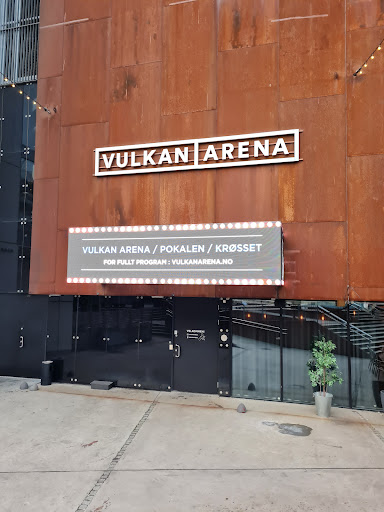 VULKAN ARENA
VULKAN ARENA / POKALEN / KRØSSET
FOR FULLT PROGRAM : VULKANARENA.NO